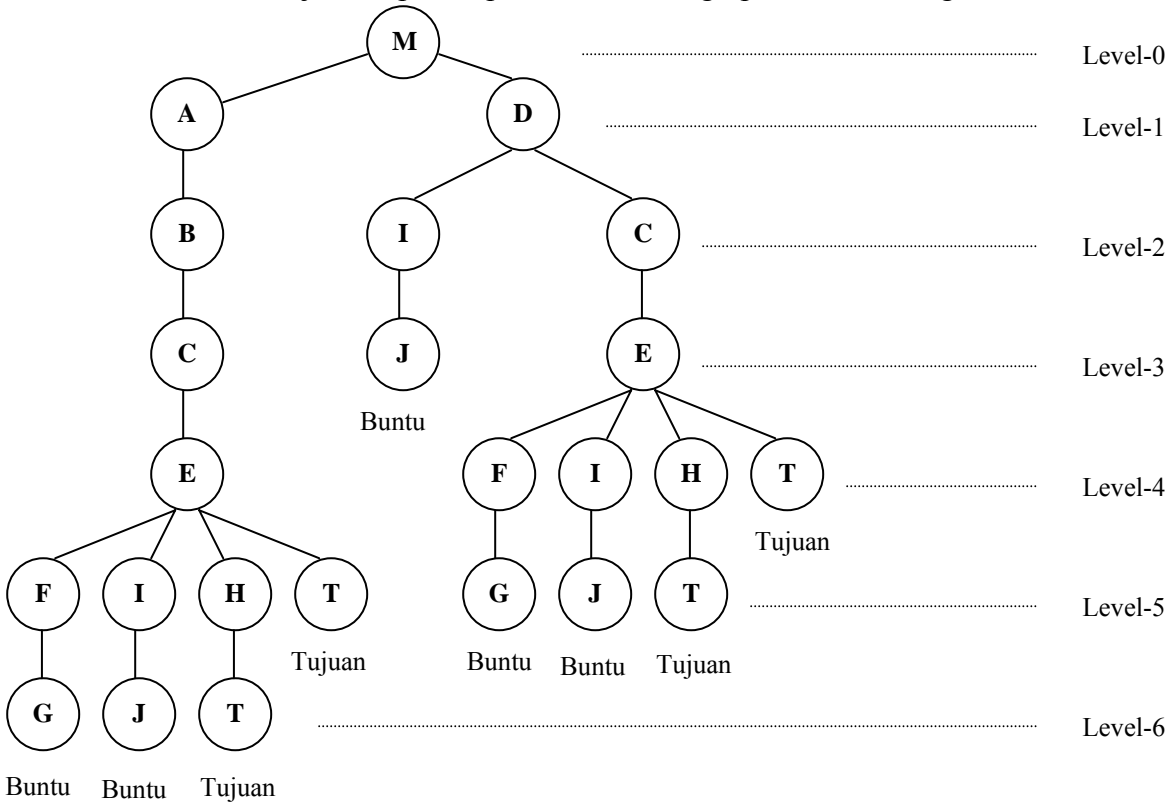 M Level-0
A D Level-1
B I C Level-2
C J E Level-3
Buntu
E F I H T Level-4
Tujuan
F I H T G J T Level-5
Tujuan Buntu Buntu Tujuan
G J T Level-6
Buntu Buntu Tujuan